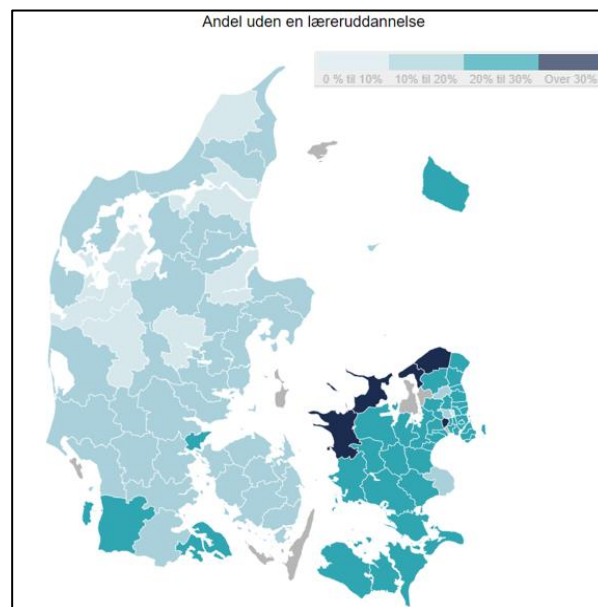 Andel uden en læreruddannelse
0 % til 10% 10% til 20% 20% til 30% Over 30%